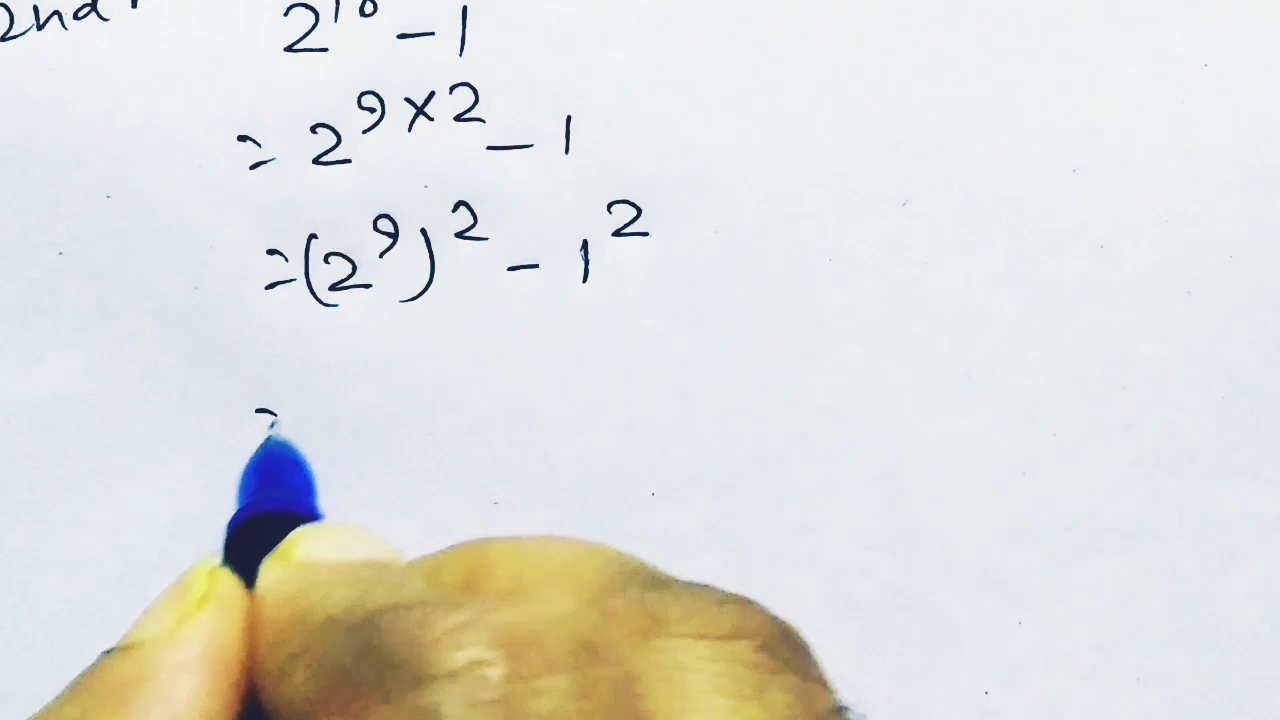 2nd 2¹⁸ - 1
= 2⁹ˣ² - 1
= (2⁹)² - 1²
=